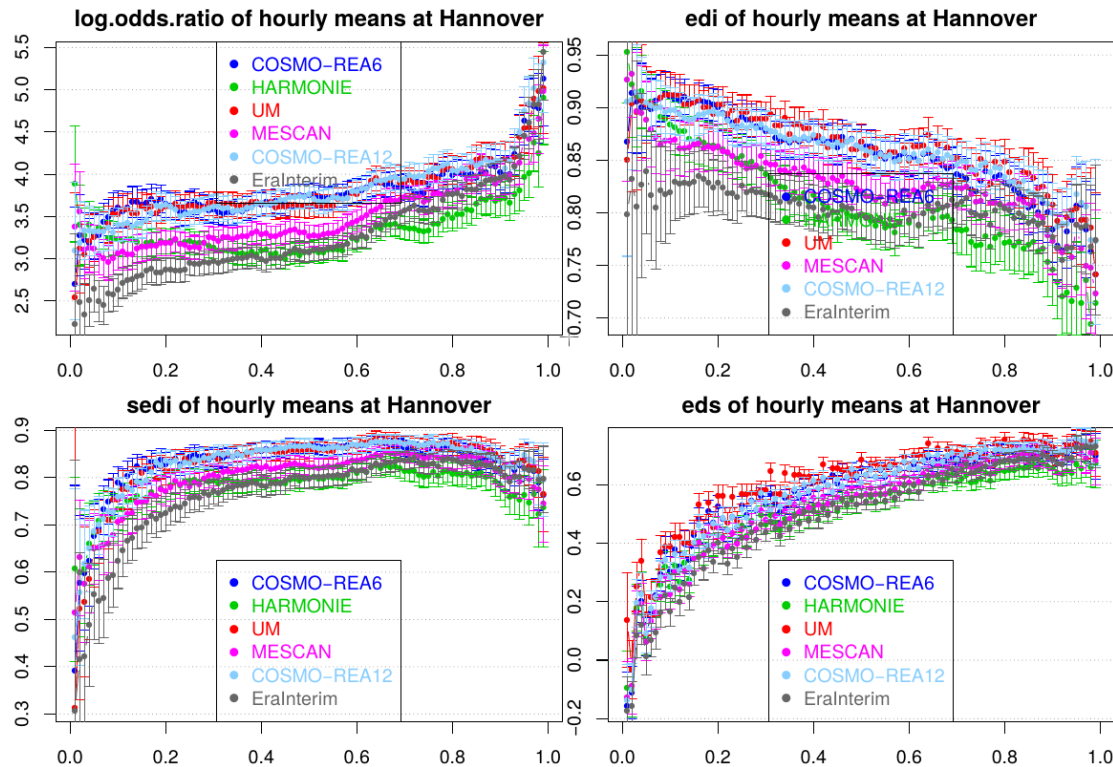 log.odds.ratio of hourly means at Hannover
5.5
5.0
4.5
4.0
3.5
3.0
2.5
COSMO-REA6
HARMONIE
UM
MESCAN
COSMO-REA12
EraInterim
0.0 0.2 0.4 0.6 0.8 1.0
edi of hourly means at Hannover
0.95
0.90
0.85
0.80
0.75
0.70
COSMO-REA6
UM
MESCAN
COSMO-REA12
EraInterim
0.0 0.2 0.4 0.6 0.8 1.0
sedi of hourly means at Hannover
0.9
0.8
0.7
0.6
0.5
0.4
0.3
COSMO-REA6
HARMONIE
UM
MESCAN
COSMO-REA12
EraInterim
0.0 0.2 0.4 0.6 0.8 1.0
eds of hourly means at Hannover
0.6
0.4
0.2
0.0
-0.2
COSMO-REA6
HARMONIE
UM
MESCAN
COSMO-REA12
EraInterim
0.0 0.2 0.4 0.6 0.8 1.0